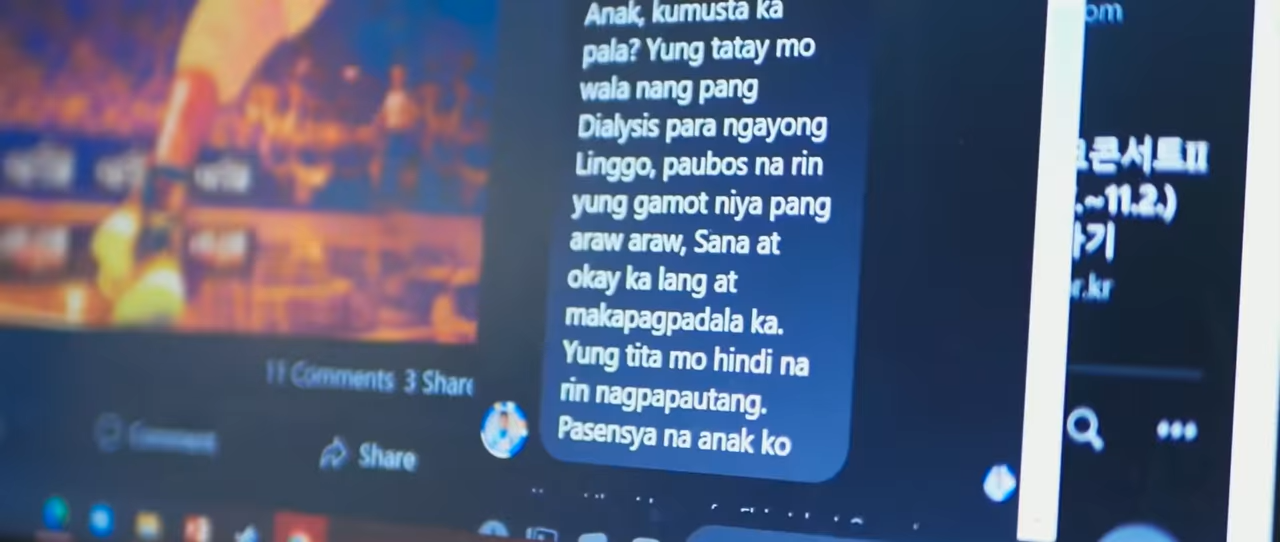 Anak, kumusta ka
pala? Yung tatay mo
wala nang pang
Dialysis para ngayong
Linggo, paubos na rin
yung gamot niya pang
araw araw, Sana at
okay ka lang at
makapagpadala ka.
Yung tita mo hindi na
rin nagpapautang.
Pasensya na anak ko
11 Comments 3 Share
Comment
Share
om
콘서트II
.~11.2.)
기
r.kr